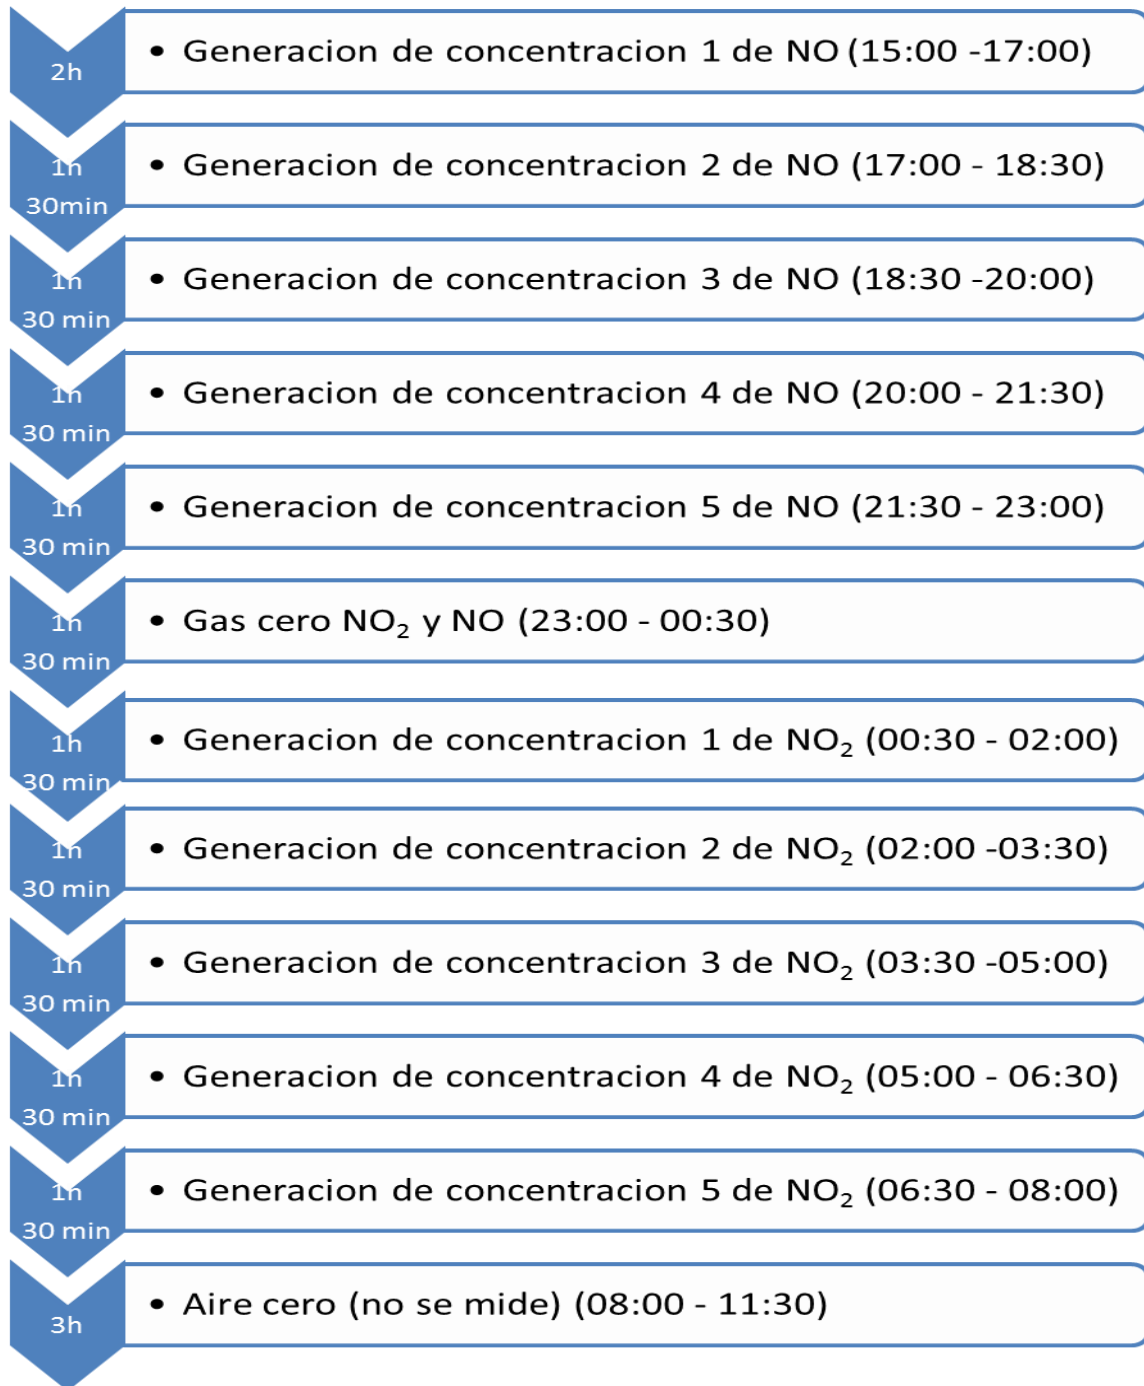 2h
• Generacion de concentracion 1 de NO (15:00 -17:00)
1h
30min
• Generacion de concentracion 2 de NO (17:00 - 18:30)
1h
30 min
• Generacion de concentracion 3 de NO (18:30 -20:00)
1h
30 min
• Generacion de concentracion 4 de NO (20:00 - 21:30)
1h
30 min
• Generacion de concentracion 5 de NO (21:30 - 23:00)
1h
30 min
• Gas cero NO₂ y NO (23:00 - 00:30)
1h
30 min
• Generacion de concentracion 1 de NO₂ (00:30 - 02:00)
1h
30 min
• Generacion de concentracion 2 de NO₂ (02:00 -03:30)
1h
30 min
• Generacion de concentracion 3 de NO₂ (03:30 -05:00)
1h
30 min
• Generacion de concentracion 4 de NO₂ (05:00 - 06:30)
1h
30 min
• Generacion de concentracion 5 de NO₂ (06:30 - 08:00)
3h
• Aire cero (no se mide) (08:00 - 11:30)